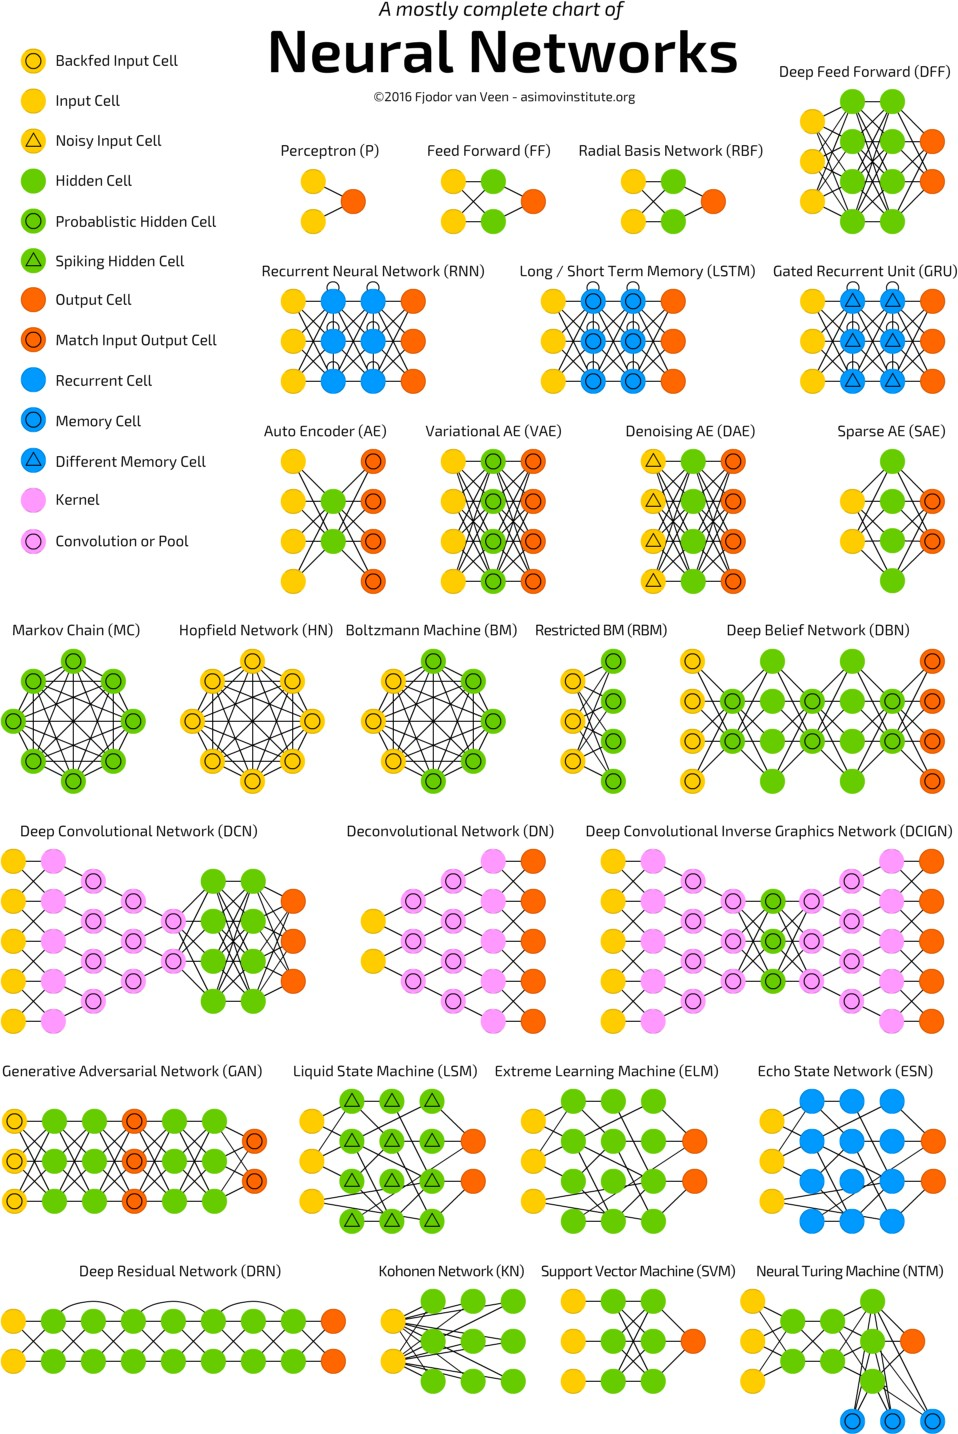 A mostly complete chart of
Neural Networks
©2016 Fjodor van Veen - asimovinstitute.org
Backfed Input Cell
Input Cell
Noisy Input Cell
Hidden Cell
Probablistic Hidden Cell
Spiking Hidden Cell
Output Cell
Match Input Output Cell
Recurrent Cell
Memory Cell
Different Memory Cell
Kernel
Convolution or Pool
Deep Feed Forward (DFF)
Perceptron (P)
Feed Forward (FF)
Radial Basis Network (RBF)
Recurrent Neural Network (RNN)
Long / Short Term Memory (LSTM)
Gated Recurrent Unit (GRU)
Auto Encoder (AE)
Variational AE (VAE)
Denoising AE (DAE)
Sparse AE (SAE)
Markov Chain (MC)
Hopfield Network (HN)
Boltzmann Machine (BM)
Restricted BM (RBM)
Deep Belief Network (DBN)
Deep Convolutional Network (DCN)
Deconvolutional Network (DN)
Deep Convolutional Inverse Graphics Network (DCIGN)
Generative Adversarial Network (GAN)
Liquid State Machine (LSM)
Extreme Learning Machine (ELM)
Echo State Network (ESN)
Deep Residual Network (DRN)
Kohonen Network (KN)
Support Vector Machine (SVM)
Neural Turing Machine (NTM)